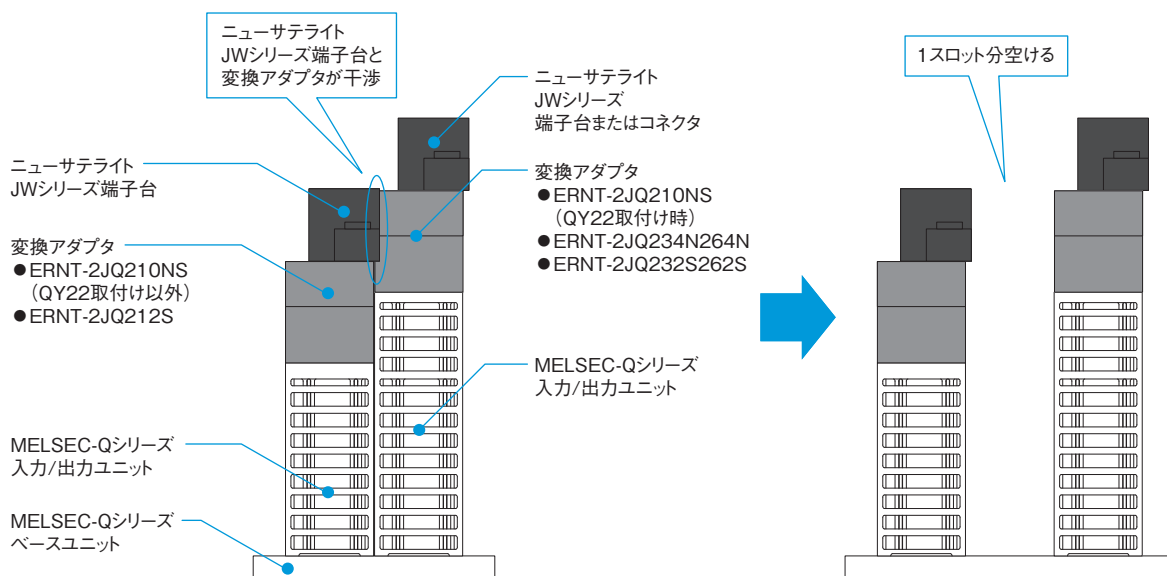 ニューサテライト
JWシリーズ端子台と
変換アダプタが干渉
1スロット分空ける
ニューサテライト
JWシリーズ
端子台またはコネクタ
ニューサテライト
JWシリーズ端子台
変換アダプタ
●ERNT-2JQ210NS
（QY22取付け時）
●ERNT-2JQ234N264N
●ERNT-2JQ232S262S
変換アダプタ
●ERNT-2JQ210NS
（QY22取付け以外）
●ERNT-2JQ212S
MELSEC-Qシリーズ
入力/出力ユニット
MELSEC-Qシリーズ
入力/出力ユニット
MELSEC-Qシリーズ
ベースユニット